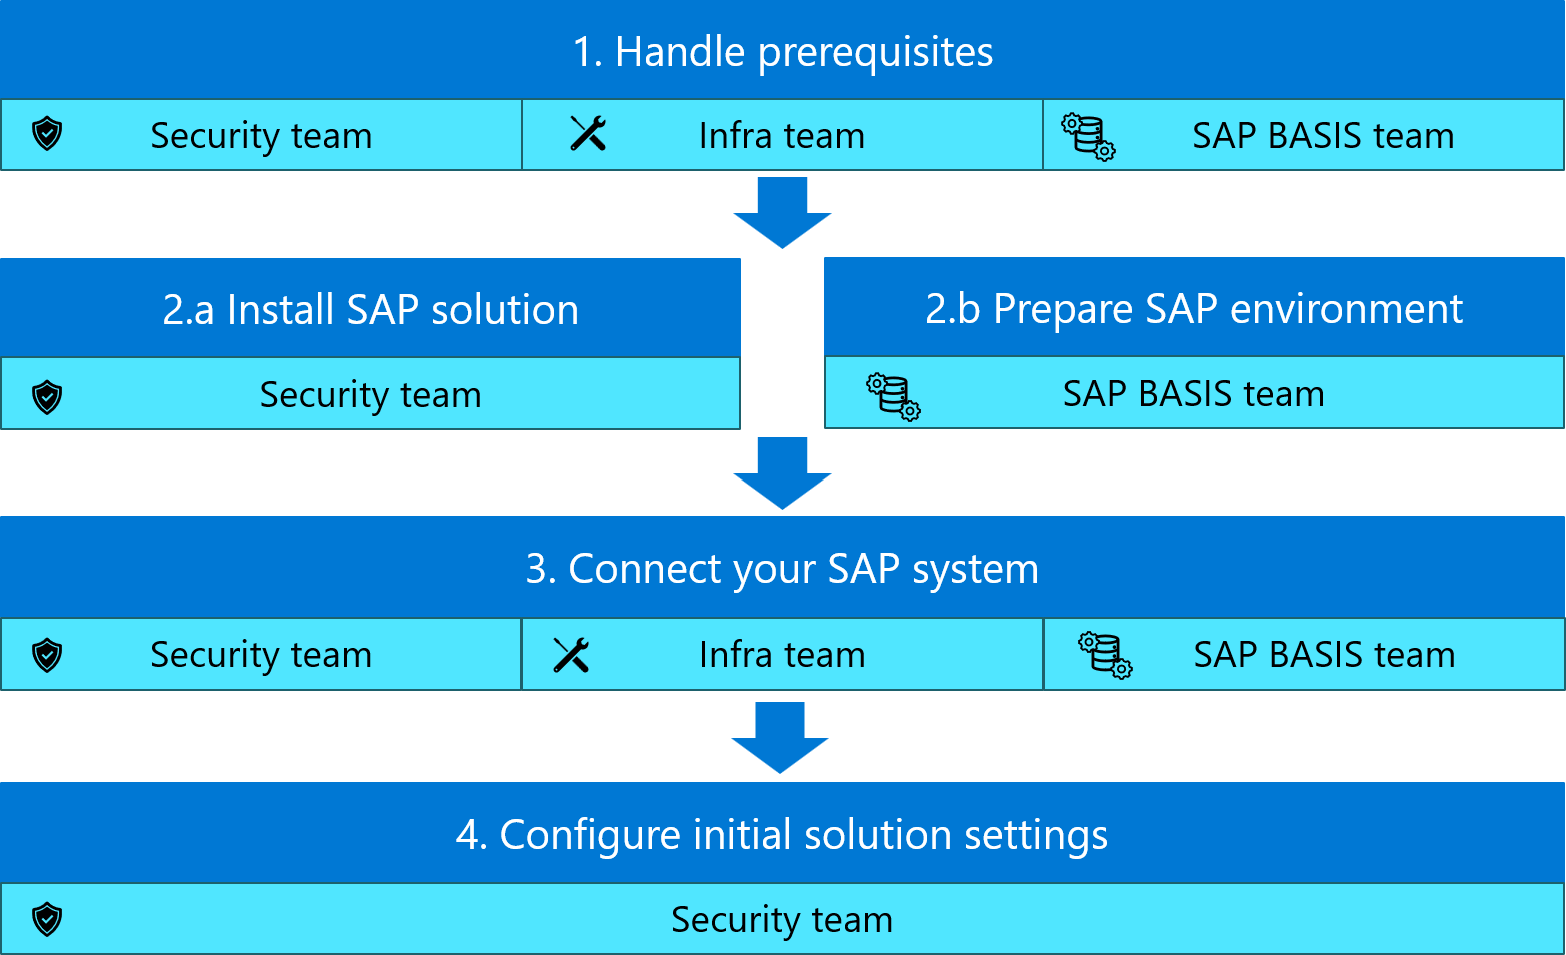 1. Handle prerequisites
Security team
Infra team
SAP BASIS team
2.a Install SAP solution
Security team
2.b Prepare SAP environment
SAP BASIS team
3. Connect your SAP system
Security team
Infra team
SAP BASIS team
4. Configure initial solution settings
Security team